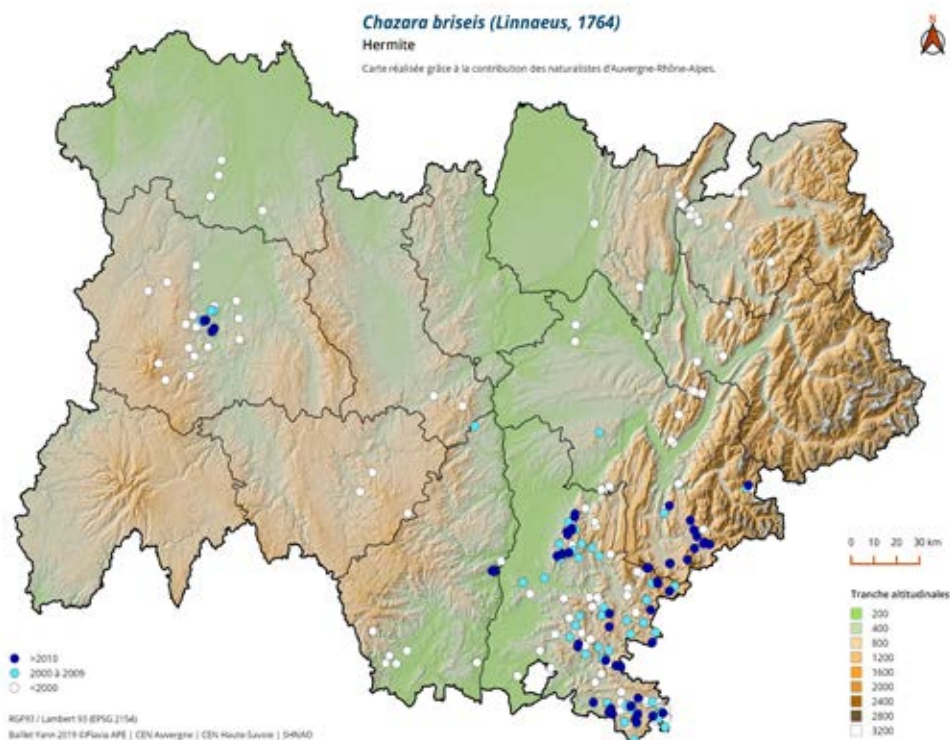 Chazara briseis (Linnaeus, 1764)
Hermite
Carte réalisée grâce à la contribution des naturalistes d'Auvergne-Rhône-Alpes.
N
0 10 20 30 km
Tranche altitudinales
200
400
800
1200
1600
2000
2400
2800
3200
>2010
2000 à 2009
<2000
RGF93 / Lambert 93 (EPSG 2154)
Baillet Yann 2019 ©Flavia APE | CEN Auvergne | CEN Haute-Savoie | SHNAO